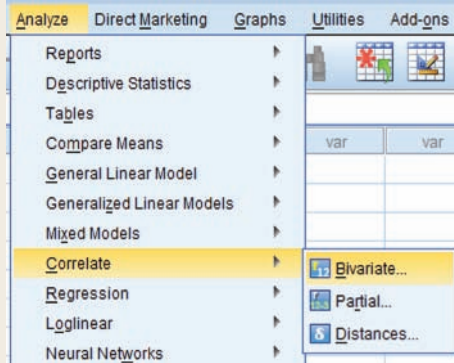 Analyze Direct Marketing Graphs Utilities Add-ons
Reports
Descriptive Statistics
Tables
Compare Means
var var
General Linear Model
Generalized Linear Models
Mixed Models
Correlate
Bivariate...
Regression
Partial...
Loglinear
Distances...
Neural Networks